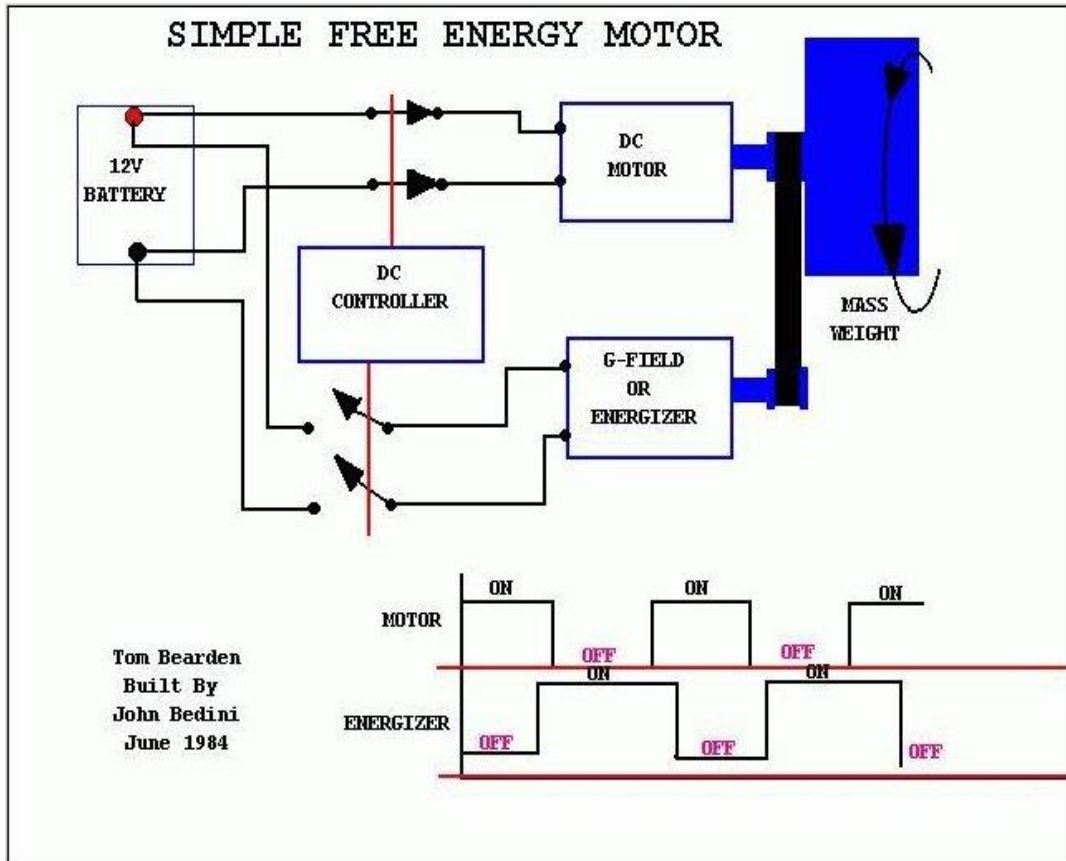 SIMPLE FREE ENERGY MOTOR
12V
BATTERY
DC
MOTOR
DC
CONTROLLER
MASS
WEIGHT
G-FIELD
OR
ENERGIZER
ON
ON
ON
MOTOR
OFF
OFF
ON
ON
ENERGIZER
OFF
OFF
OFF
Tom Bearden
Built By
John Bedini
June 1984